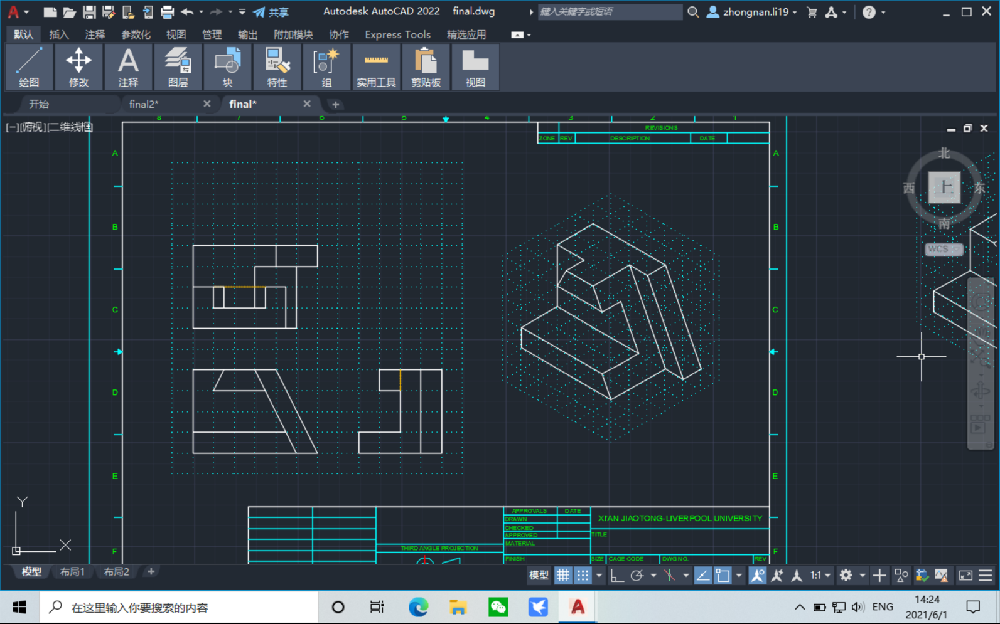 共享
Autodesk AutoCAD 2022 final.dwg
键入关键字或短语
zhongnan.li19
默认 插入 注释 参数化 视图 管理 输出 附加模块 协作 Express Tools 精选应用
绘图 修改 注释 图层 块 特性 组 实用工具 剪贴板 视图
开始 final2* final*
[−][俯视][二维线框]
8 7 6 5 4 3 2 1
REVISIONS
ZONE REV DESCRIPTION DATE
A A
北
西 上 东
南
WCS
B B
C C
D D
E E
F F
Y
X
APPROVALS DATE
DRAWN
CHECKED
APPROVED
MATERIAL
FINISH
XI'AN JIAOTONG-LIVERPOOL UNIVERSITY
TITLE
THIRD ANGLE PROJECTION
SIZE CAGE CODE DWG NO. REV
模型 布局1 布局2
模型 1:1
在这里输入你要搜索的内容
ENG
14:24
2021/6/1